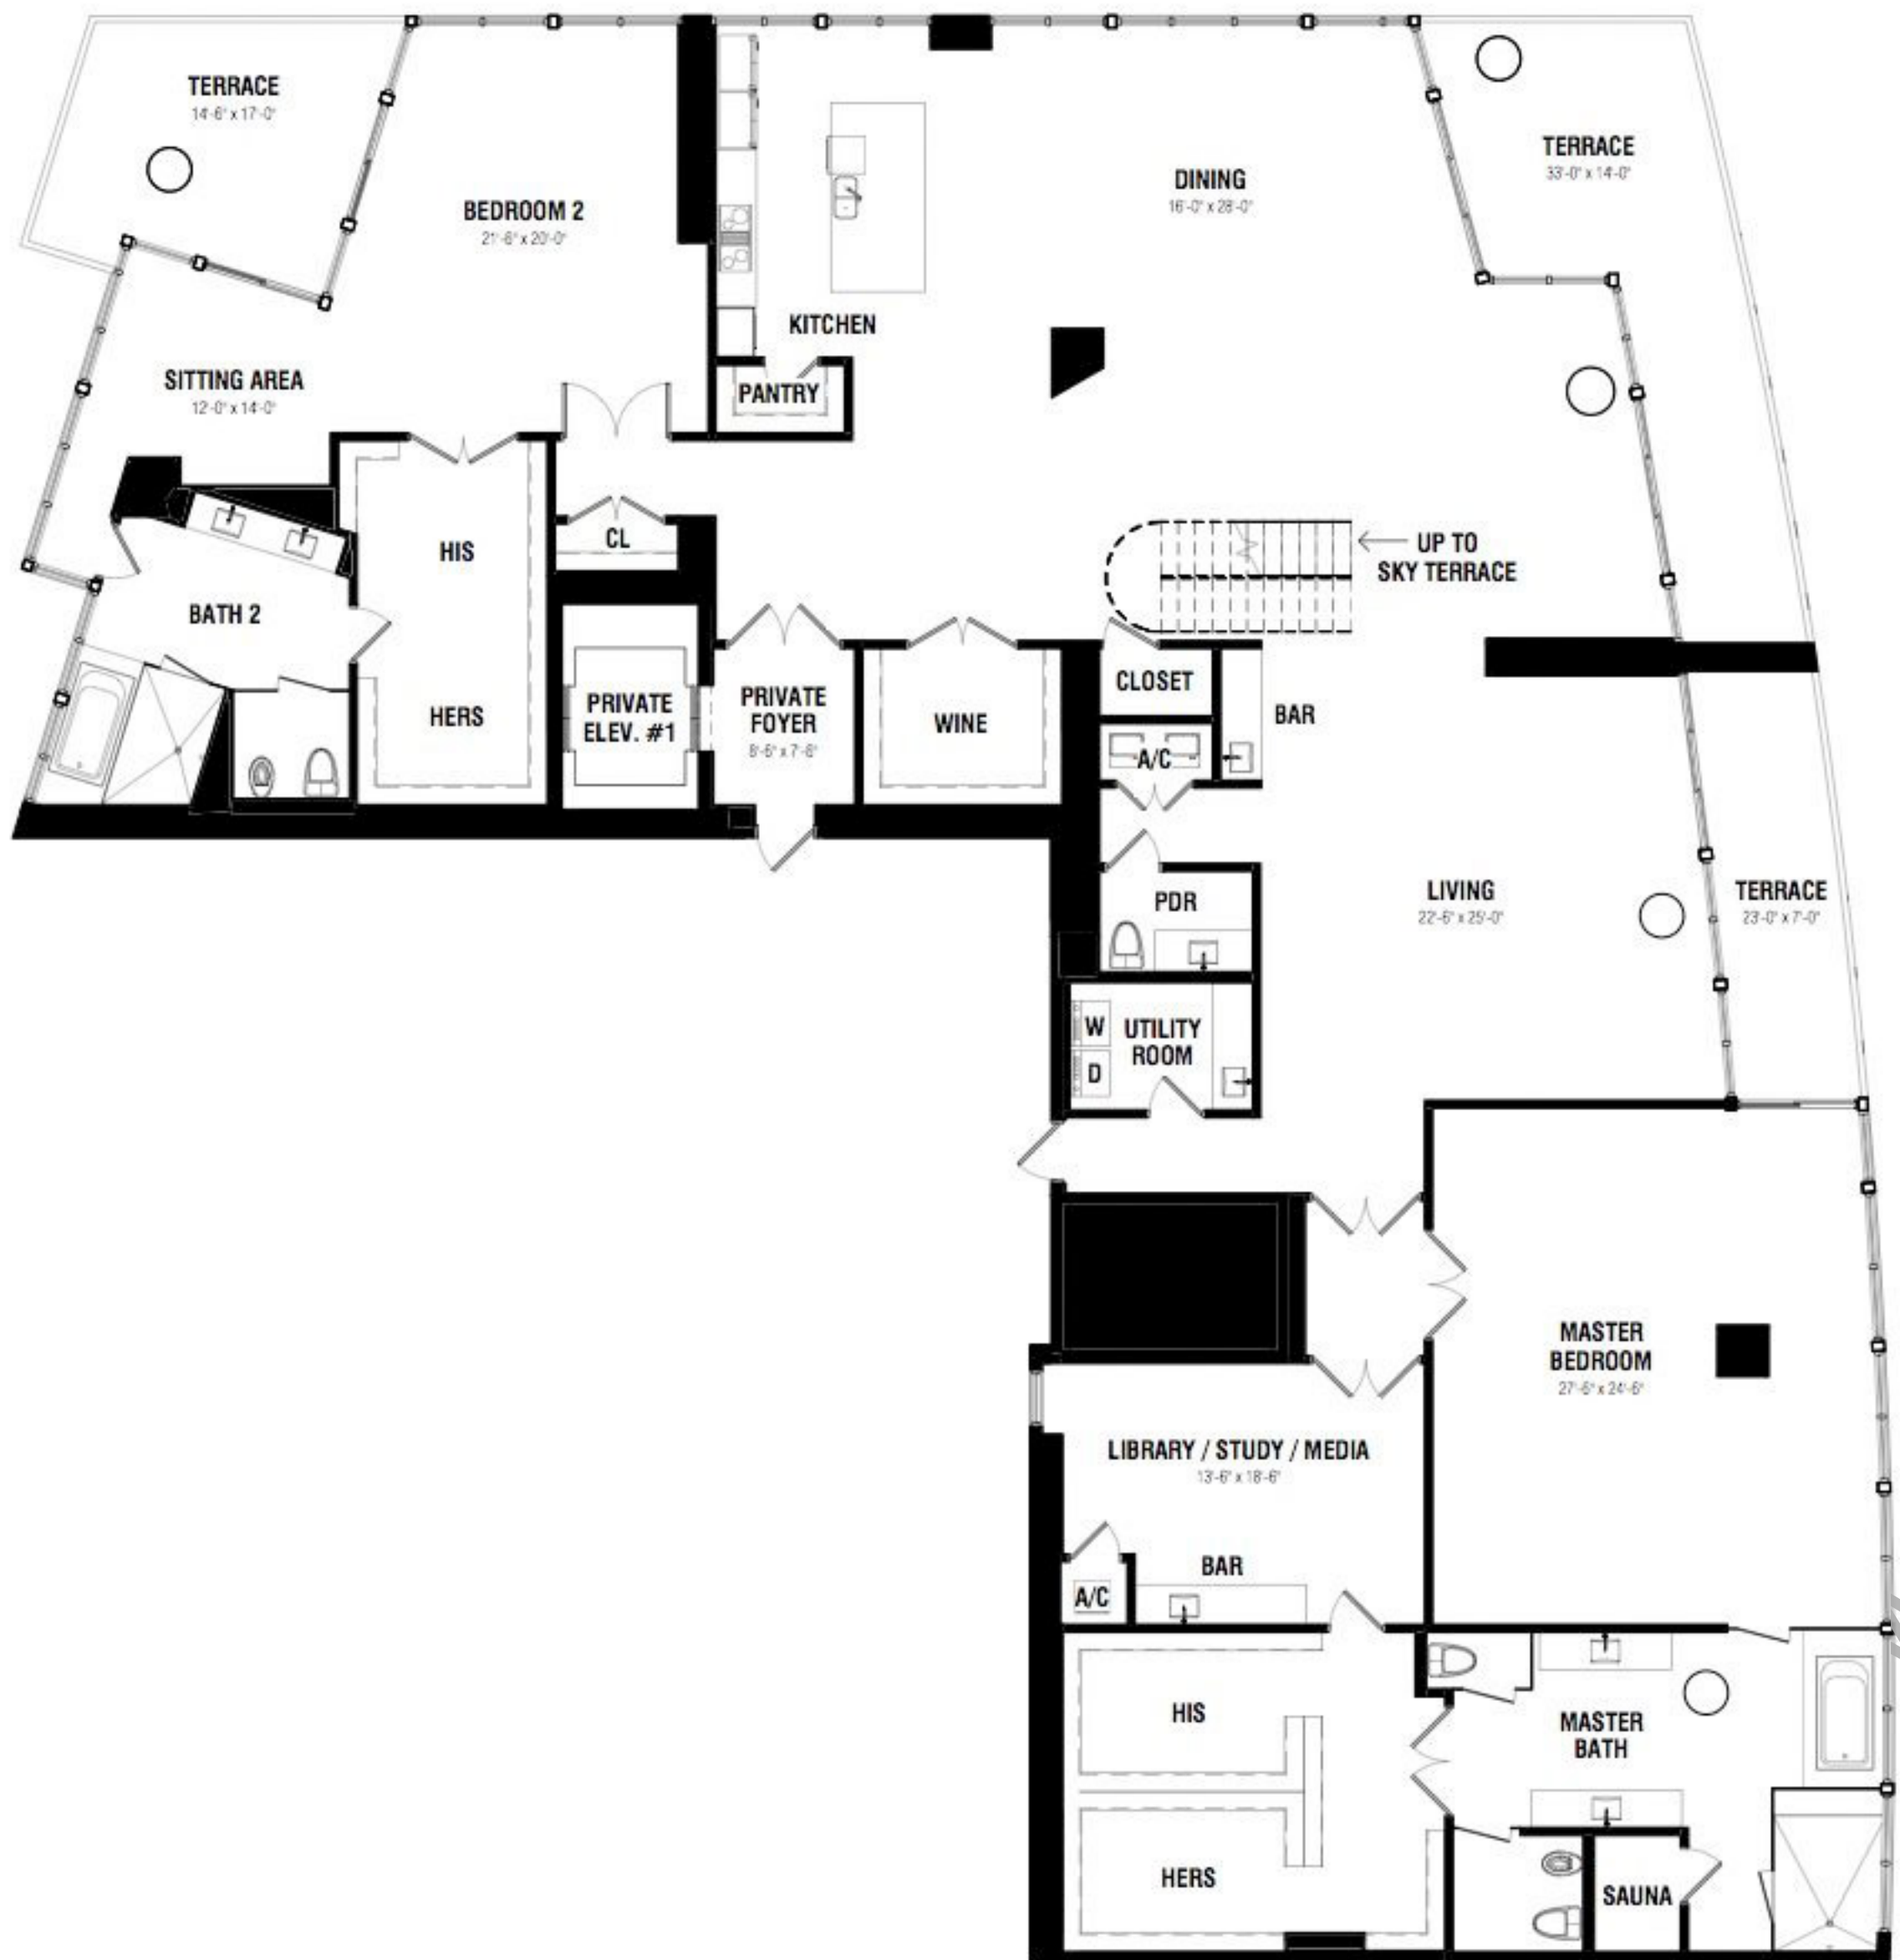 TERRACE
14'-6" x 17'-0"
BEDROOM 2
21'-6" x 20'-0"
DINING
16'-0" x 28'-0"
TERRACE
33'-0" x 14'-0"
KITCHEN
PANTRY
SITTING AREA
12'-0" x 14'-0"
HIS
CL
UP TO
SKY TERRACE
BATH 2
HERS
PRIVATE
ELEV. #1
PRIVATE
FOYER
8'-6" x 7'-6"
WINE
CLOSET
BAR
A/C
PDR
LIVING
22'-6" x 25'-0"
TERRACE
23'-0" x 7'-0"
W
D
UTILITY
ROOM
MASTER
BEDROOM
27'-6" x 24'-6"
LIBRARY / STUDY / MEDIA
13'-6" x 18'-6"
BAR
A/C
HIS
MASTER
BATH
HERS
SAUNA